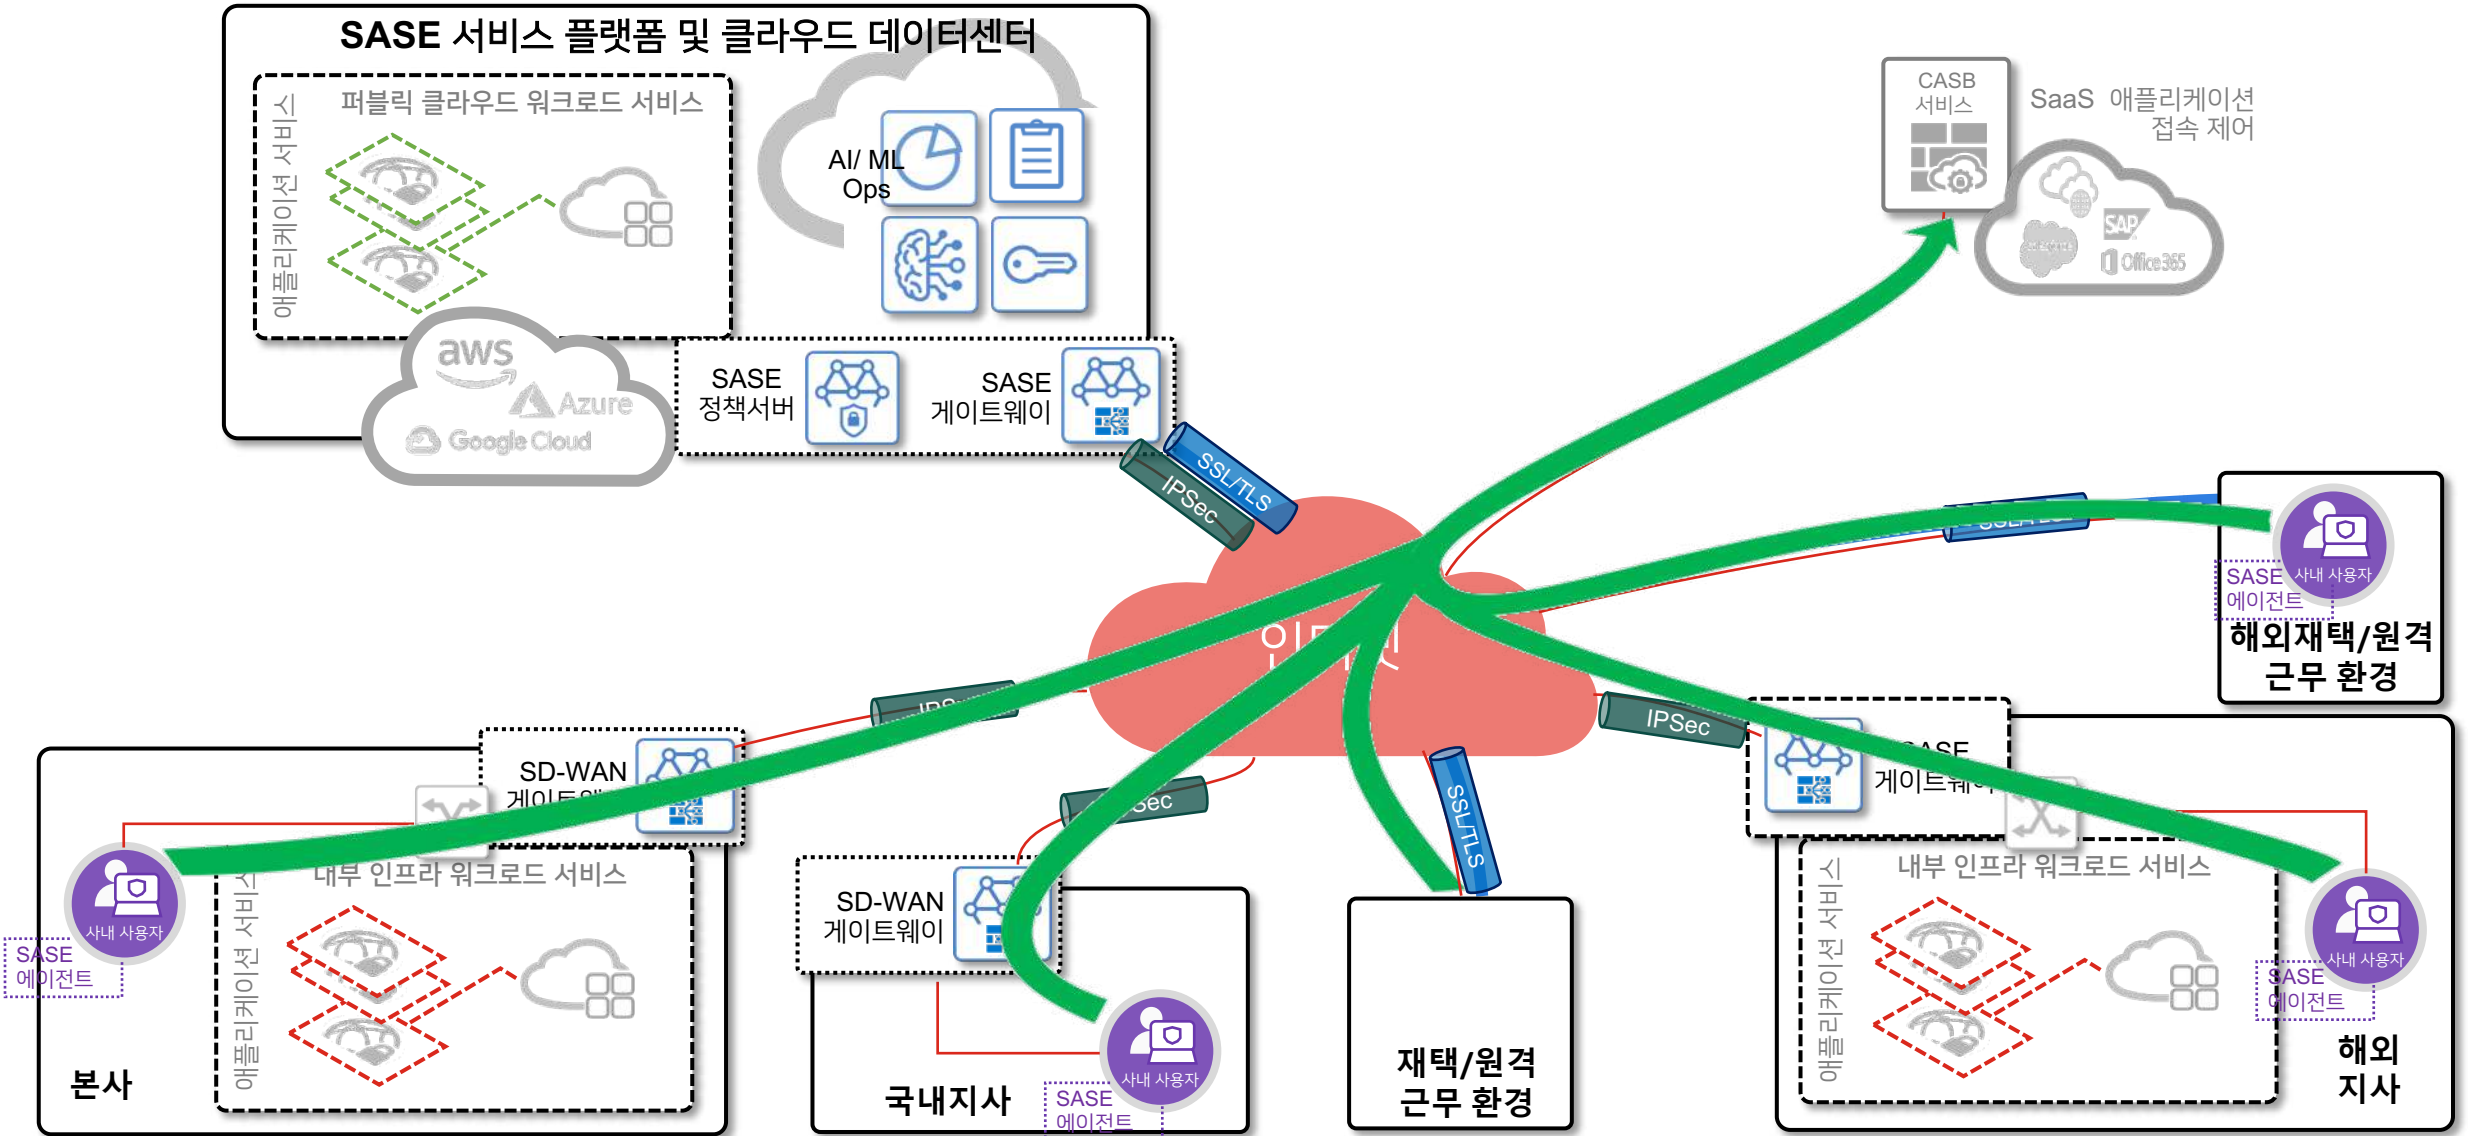 SASE 서비스 플랫폼 및 클라우드 데이터센터
퍼블릭 클라우드 워크로드 서비스
애플리케이션 서비스
AI/ ML
Ops
aws
Azure
Google Cloud
SASE
정책서버
SASE
게이트웨이
IPSec
SSL/TLS
CASB
서비스
SaaS 애플리케이션
접속 제어
SAP
Office 365
SASE
에이전트
사내 사용자
해외재택/원격
근무 환경
IPSec
SD-WAN
사내 사용자
SASE
에이전트
내부 인프라 워크로드 서비스
애플리케이션 서비스
본사
SD-WAN
게이트웨이
사내 사용자
SASE
에이전트
국내지사
SSL/TLS
재택/원격
근무 환경
내부 인프라 워크로드 서비스
애플리케이션 서비스
사내 사용자
SASE
에이전트
해외
지사